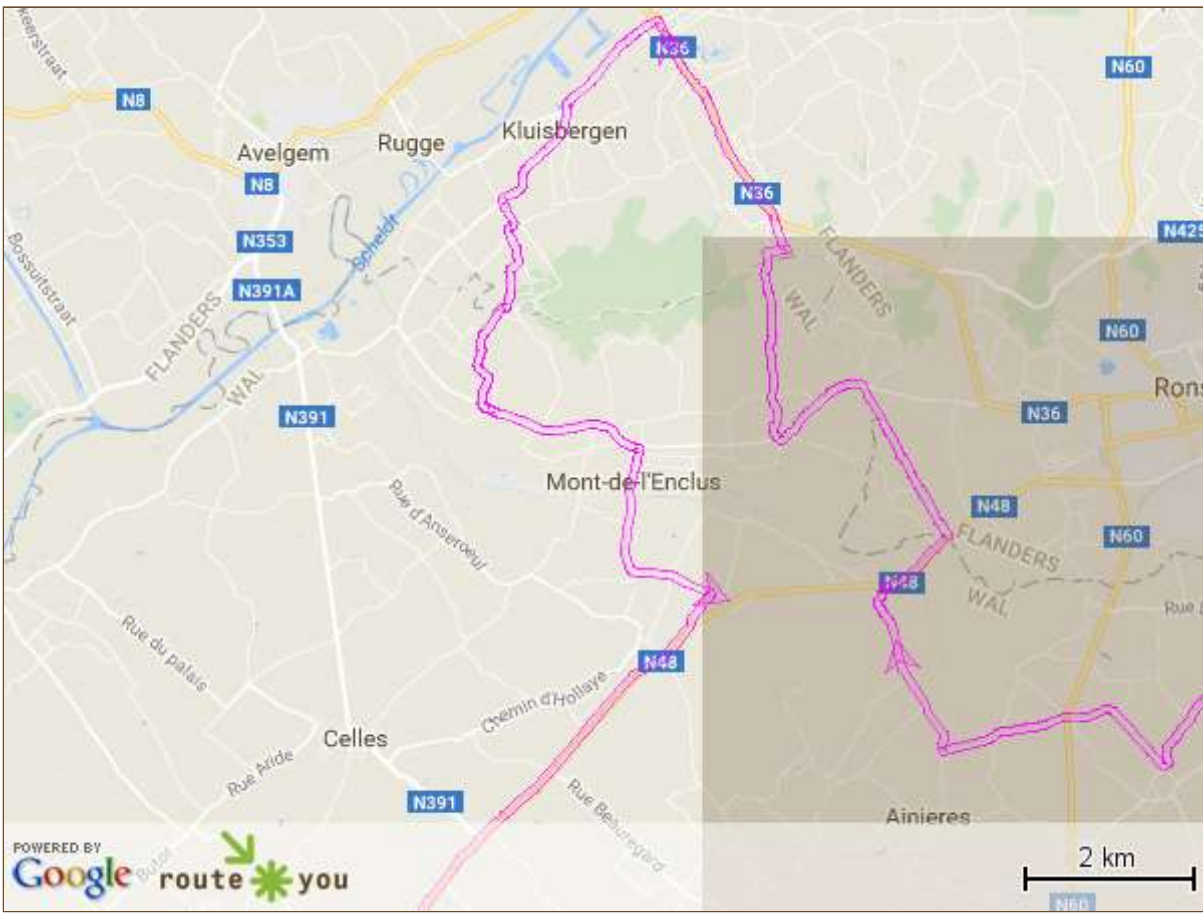 keerstraat
N36
N60
N8
Kluisbergen
Rugge
Avelgem
N8
N36
N353
Bossuitstraat
Scheldt
FLANDERS
N425
N391A
FLANDERS
WAL
N60
WAL
N391
N36
Rons
Mont-de-l'Enclus
Rue d'Anseroeul
N48
N60
FLANDERS
N48
WAL
Rue
Rue du palais
N48
Chemin d'Hollaye
Celles
Rue Aride
N391
Rue Beauregard
Ainieres
POWERED BY
Google
route you
Butor
2 km
N60